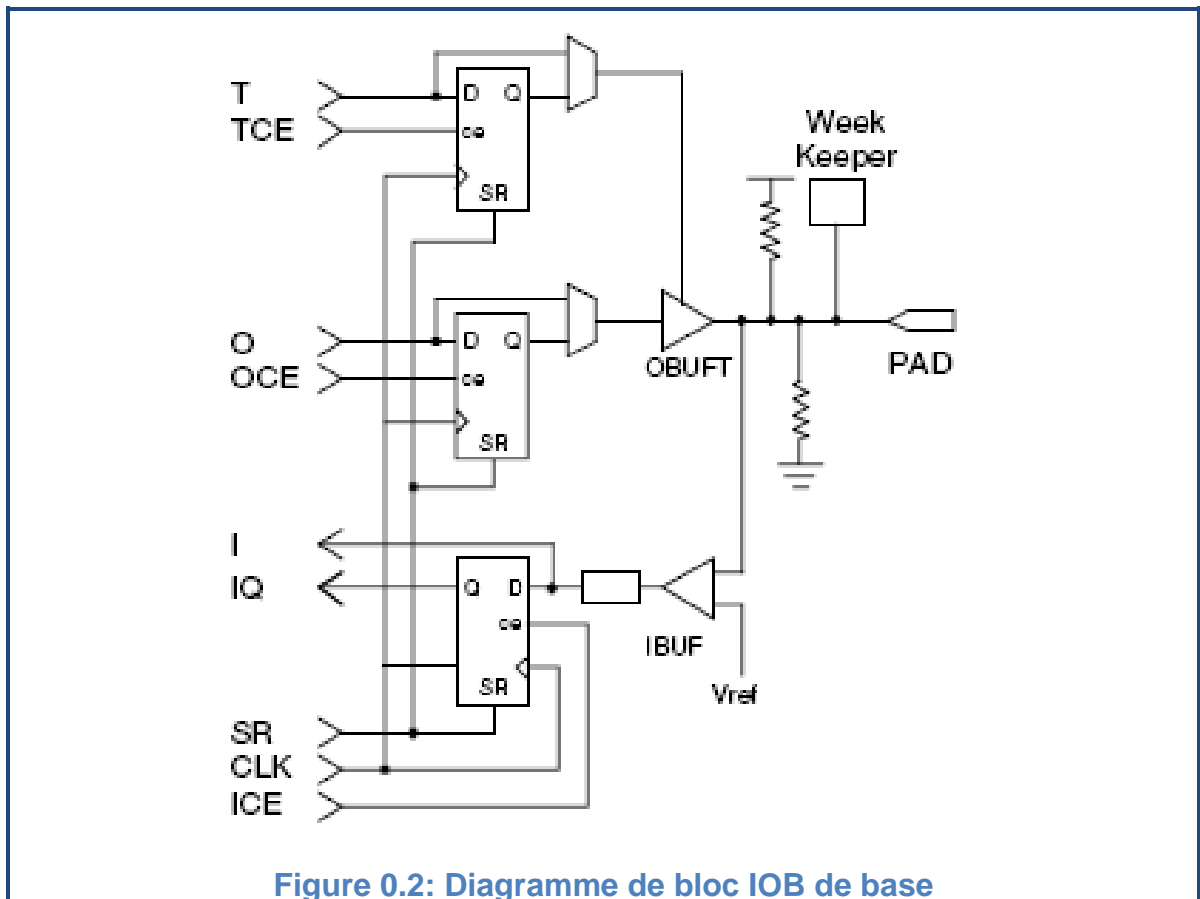 T
TCE
D Q
ce
SR
Week
Keeper
O
OCE
D Q
ce
SR
OBUFT
PAD
I
IQ
Q D
ce
SR
IBUF
Vref
SR
CLK
ICE
Figure 0.2: Diagramme de bloc IOB de base